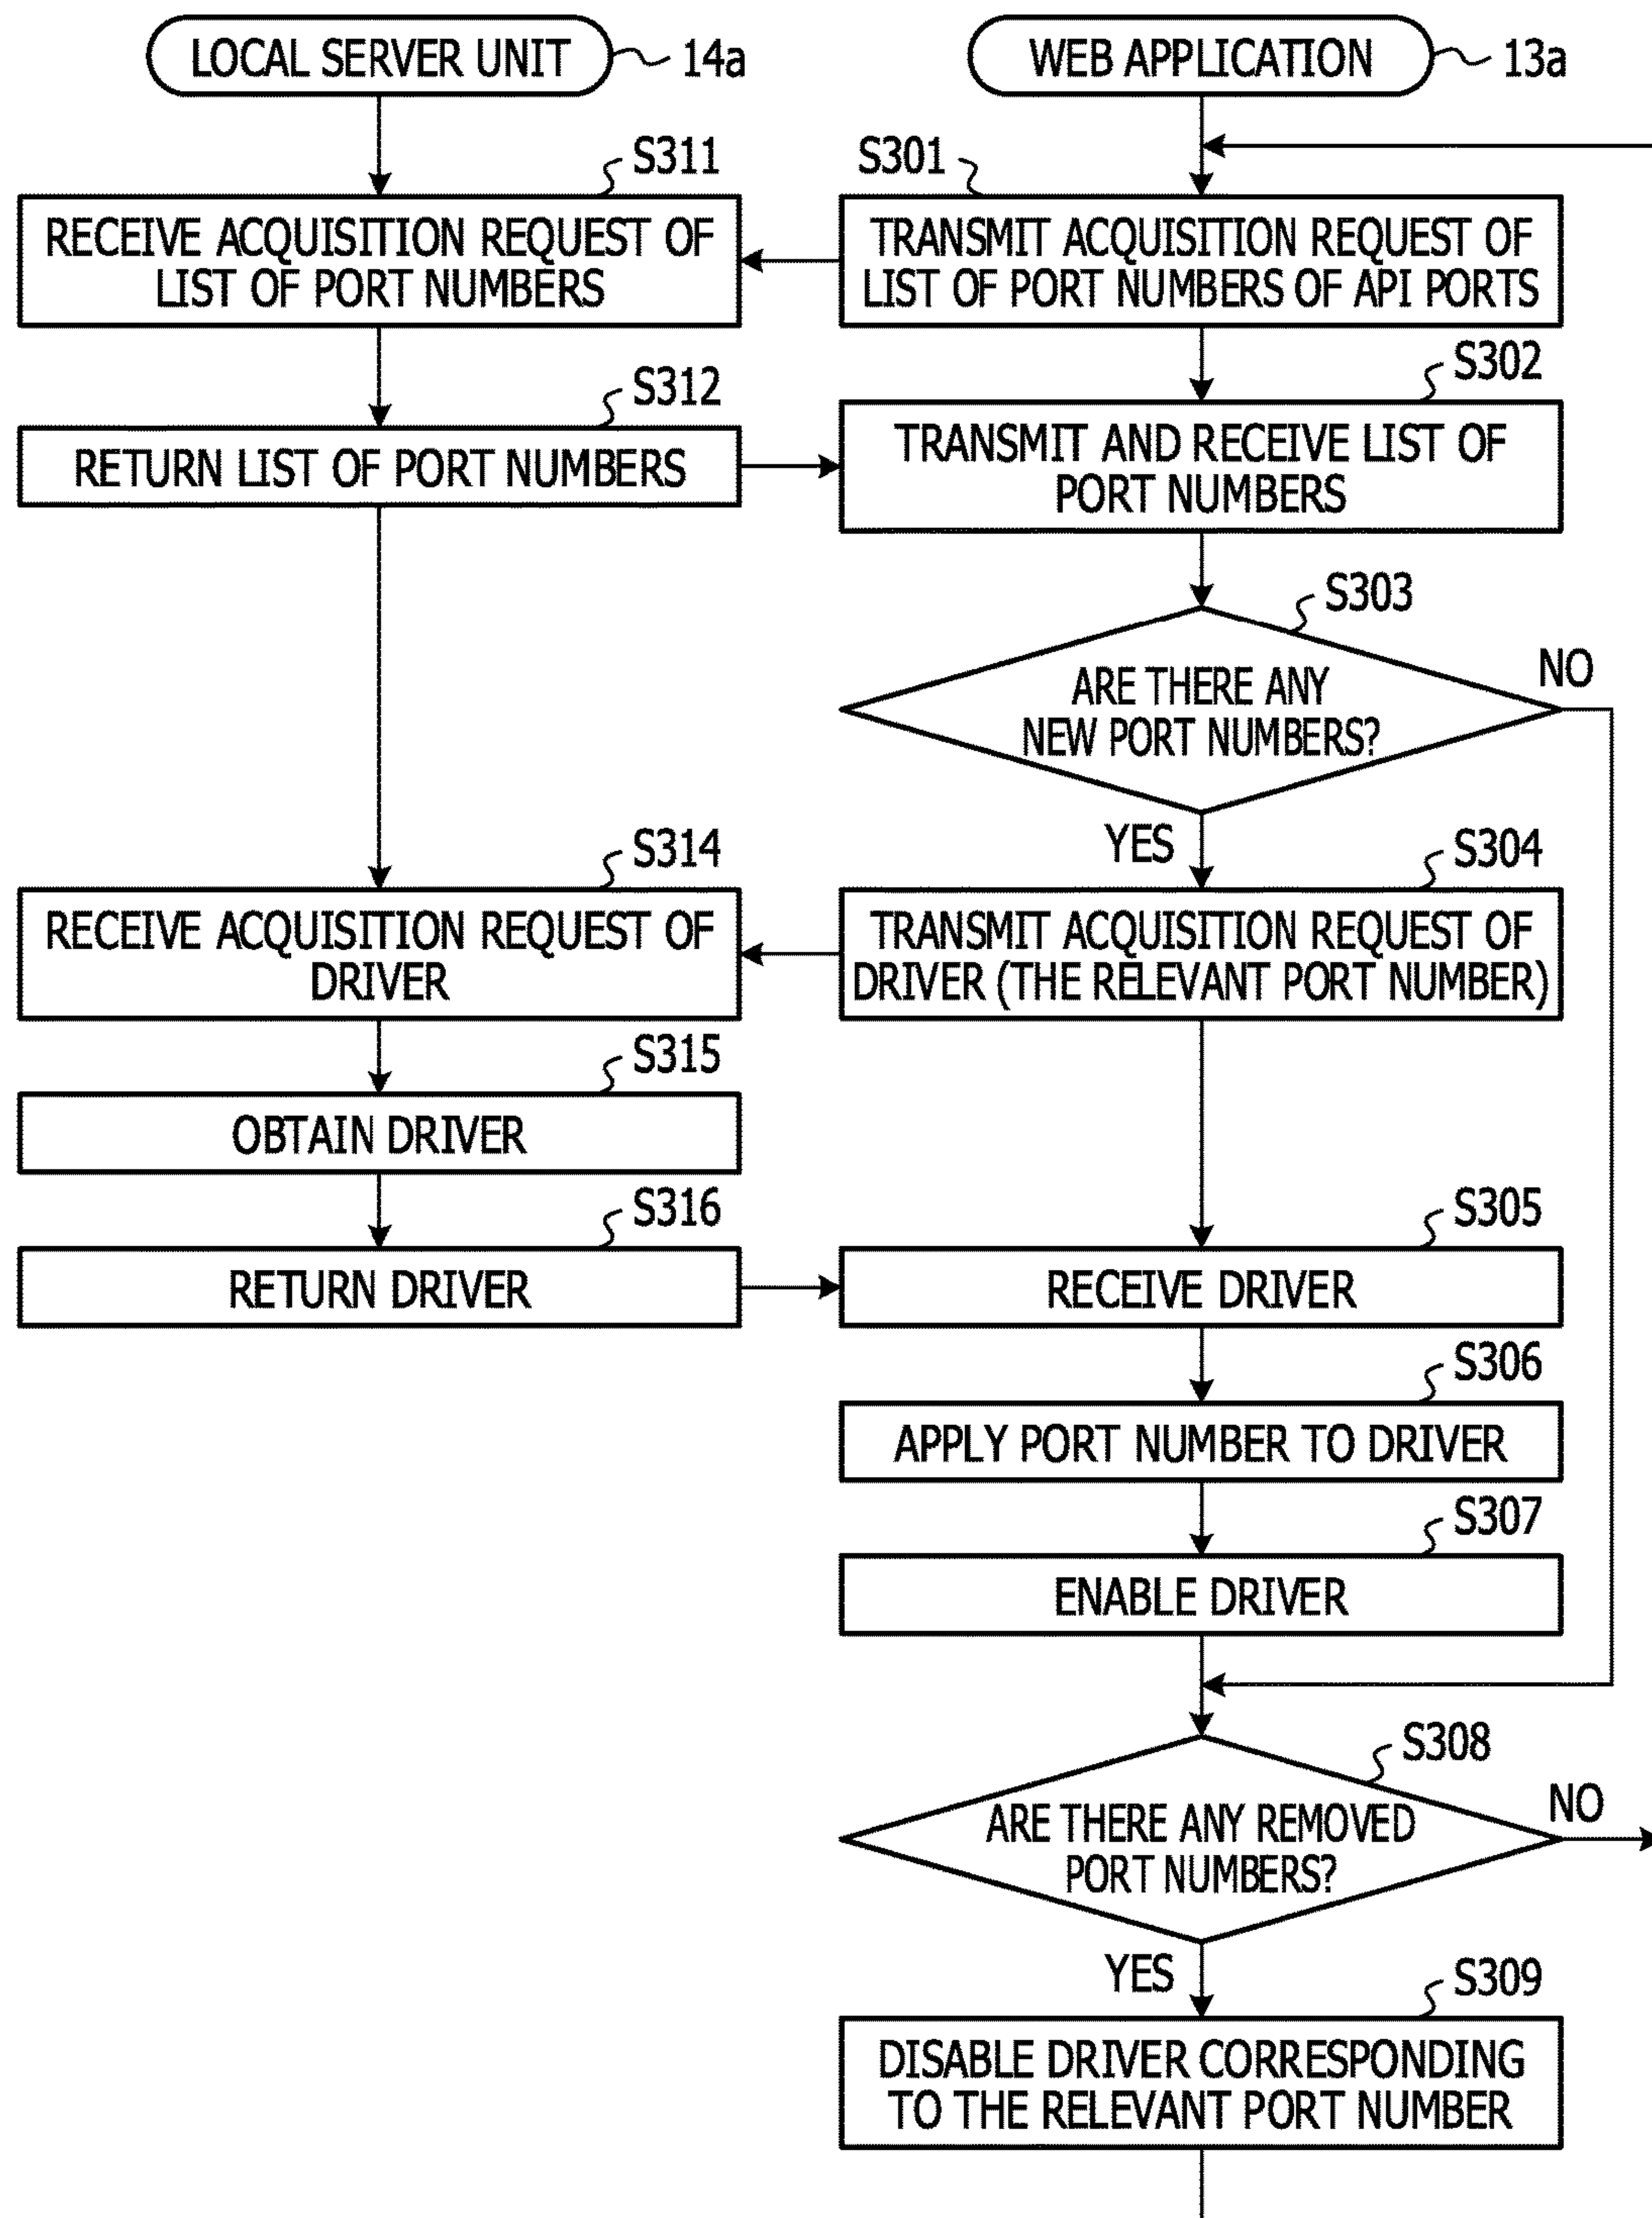 LOCAL SERVER UNIT
14a
WEB APPLICATION
13a
S311
S301
RECEIVE ACQUISITION REQUEST OF
LIST OF PORT NUMBERS
TRANSMIT ACQUISITION REQUEST OF
LIST OF PORT NUMBERS OF API PORTS
S312
S302
RETURN LIST OF PORT NUMBERS
TRANSMIT AND RECEIVE LIST OF
PORT NUMBERS
S303
ARE THERE ANY
NEW PORT NUMBERS?
NO
YES
S314
S304
RECEIVE ACQUISITION REQUEST OF
DRIVER
TRANSMIT ACQUISITION REQUEST OF
DRIVER (THE RELEVANT PORT NUMBER)
S315
OBTAIN DRIVER
S316
S305
RETURN DRIVER
RECEIVE DRIVER
S306
APPLY PORT NUMBER TO DRIVER
S307
ENABLE DRIVER
S308
ARE THERE ANY REMOVED
PORT NUMBERS?
NO
YES
S309
DISABLE DRIVER CORRESPONDING
TO THE RELEVANT PORT NUMBER